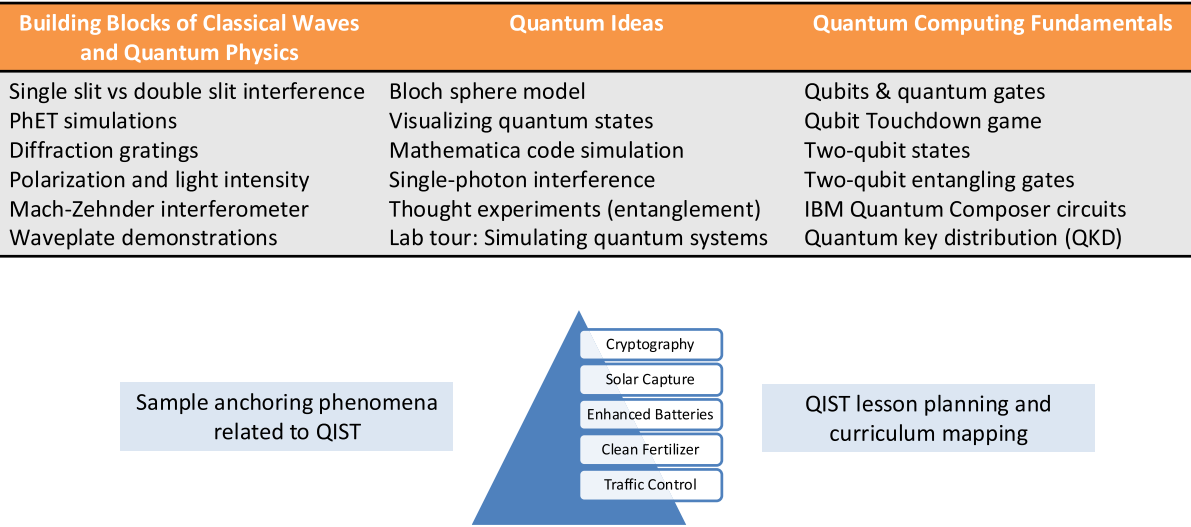 Building Blocks of Classical Waves
and Quantum Physics
Quantum Ideas
Quantum Computing Fundamentals
Single slit vs double slit interference
PhET simulations
Diffraction gratings
Polarization and light intensity
Mach-Zehnder interferometer
Waveplate demonstrations
Bloch sphere model
Visualizing quantum states
Mathematica code simulation
Single-photon interference
Thought experiments (entanglement)
Lab tour: Simulating quantum systems
Qubits & quantum gates
Qubit Touchdown game
Two-qubit states
Two-qubit entangling gates
IBM Quantum Composer circuits
Quantum key distribution (QKD)
Sample anchoring phenomena
related to QIST
Cryptography
Solar Capture
Enhanced Batteries
Clean Fertilizer
Traffic Control
QIST lesson planning and
curriculum mapping